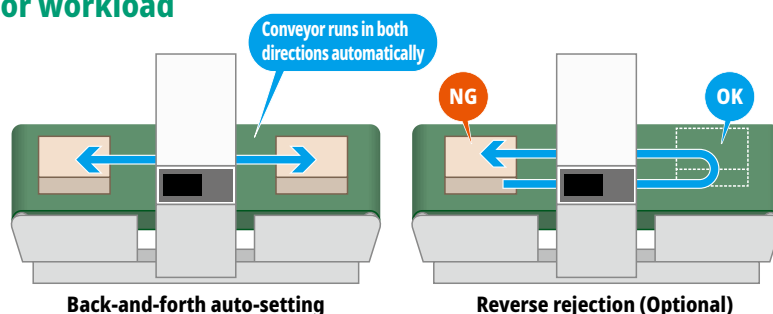 or workload
Conveyor runs in both
directions automatically
NG
OK
Back-and-forth auto-setting
Reverse rejection (Optional)